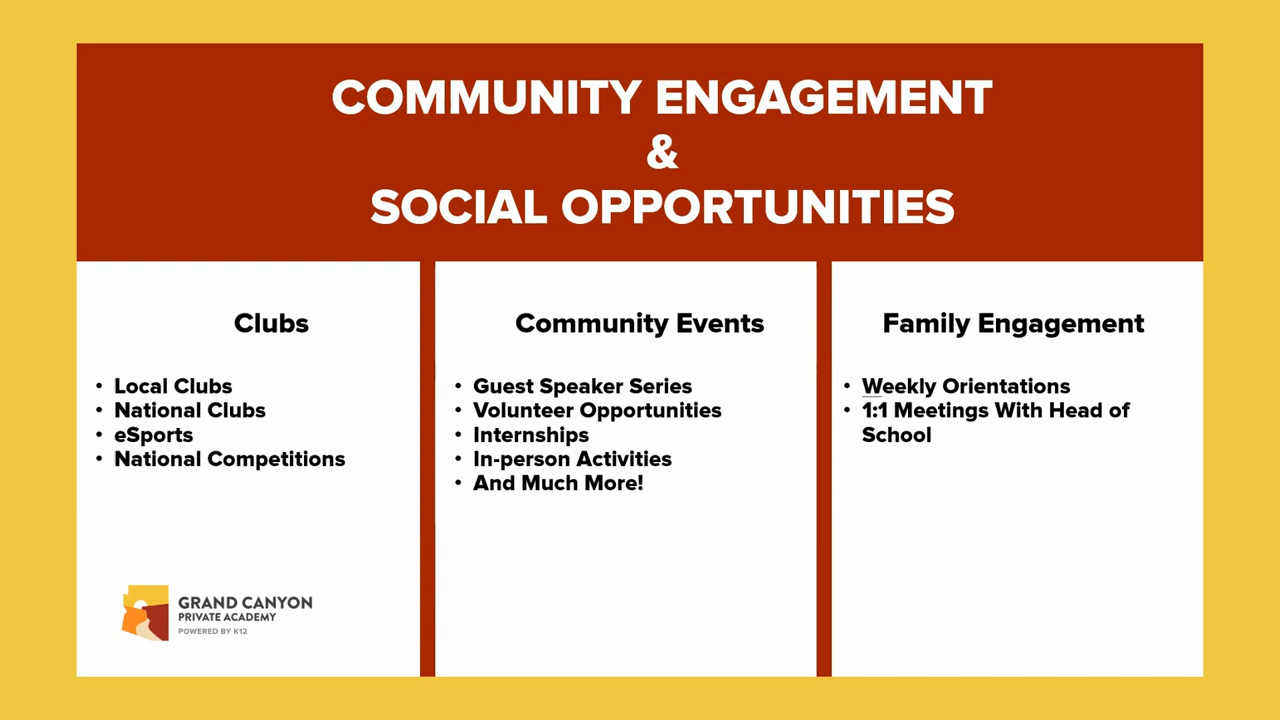 COMMUNITY ENGAGEMENT
&
SOCIAL OPPORTUNITIES
Clubs
• Local Clubs
• National Clubs
• eSports
• National Competitions
Community Events
• Guest Speaker Series
• Volunteer Opportunities
• Internships
• In-person Activities
• And Much More!
Family Engagement
• Weekly Orientations
• 1:1 Meetings With Head of
School
GRAND CANYON
PRIVATE ACADEMY
POWERED BY K12